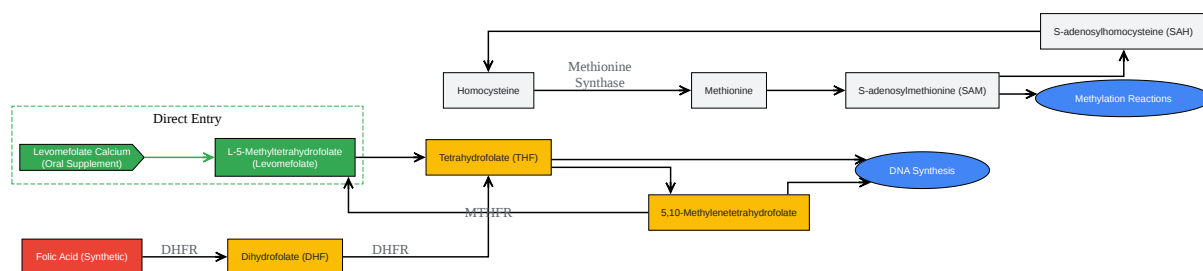 S-adenosylhomocysteine (SAH)
Methionine
Synthase
Homocysteine
Methionine
S-adenosylmethionine (SAM)
Methylation Reactions
Direct Entry
Levomefolate Calcium
(Oral Supplement)
L-5-Methyltetrahydrofolate
(Levomefolate)
Tetrahydrofolate (THF)
DNA Synthesis
MTHFR
5,10-Methylenetetrahydrofolate
Folic Acid (Synthetic)
DHFR
Dihydrofolate (DHF)
DHFR